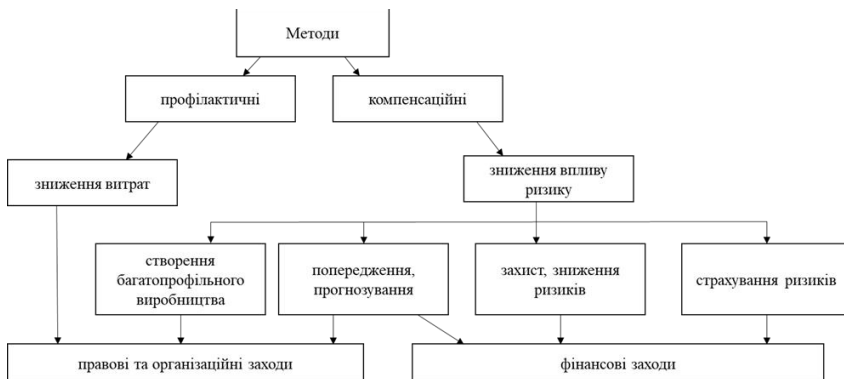 Методи
профілактичні
компенсаційні
зниження витрат
зниження впливу
ризику
створення
багатопрофільного
виробництва
попередження,
прогнозування
захист, зниження
ризиків
страхування ризиків
правові та організаційні заходи
фінансові заходи